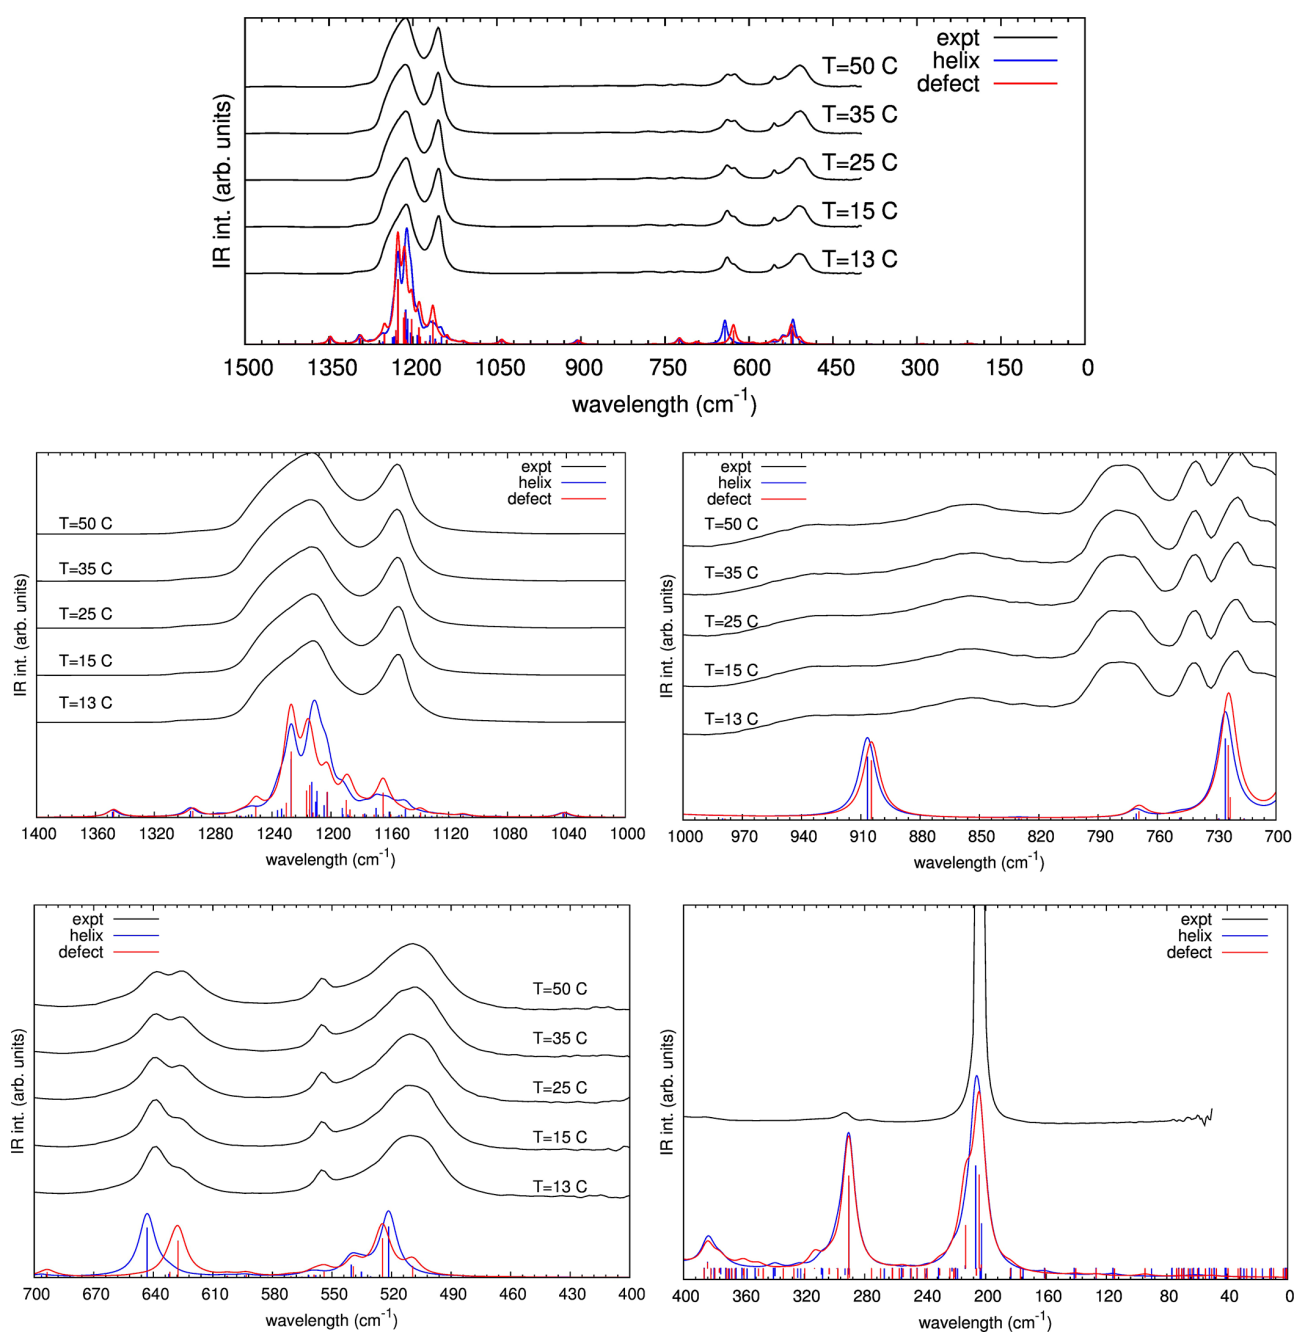 expt
helix
defect
T=50 C
T=35 C
T=25 C
T=15 C
T=13 C
IR int. (arb. units)
1500 1350 1200 1050 900 750 600 450 300 150 0
wavelength (cm-1)
expt
helix
defect
T=50 C
T=35 C
T=25 C
T=15 C
T=13 C
IR int. (arb. units)
1400 1360 1320 1280 1240 1200 1160 1120 1080 1040 1000
wavelength (cm-1)
expt
helix
defect
T=50 C
T=35 C
T=25 C
T=15 C
T=13 C
IR int. (arb. units)
1000 970 940 910 880 850 820 790 760 730 700
wavelength (cm-1)
expt
helix
defect
T=50 C
T=35 C
T=25 C
T=15 C
T=13 C
IR int. (arb. units)
700 670 640 610 580 550 520 490 460 430 400
wavelength (cm-1)
expt
helix
defect
IR int. (arb. units)
400 360 320 280 240 200 160 120 80 40 0
wavelength (cm-1)